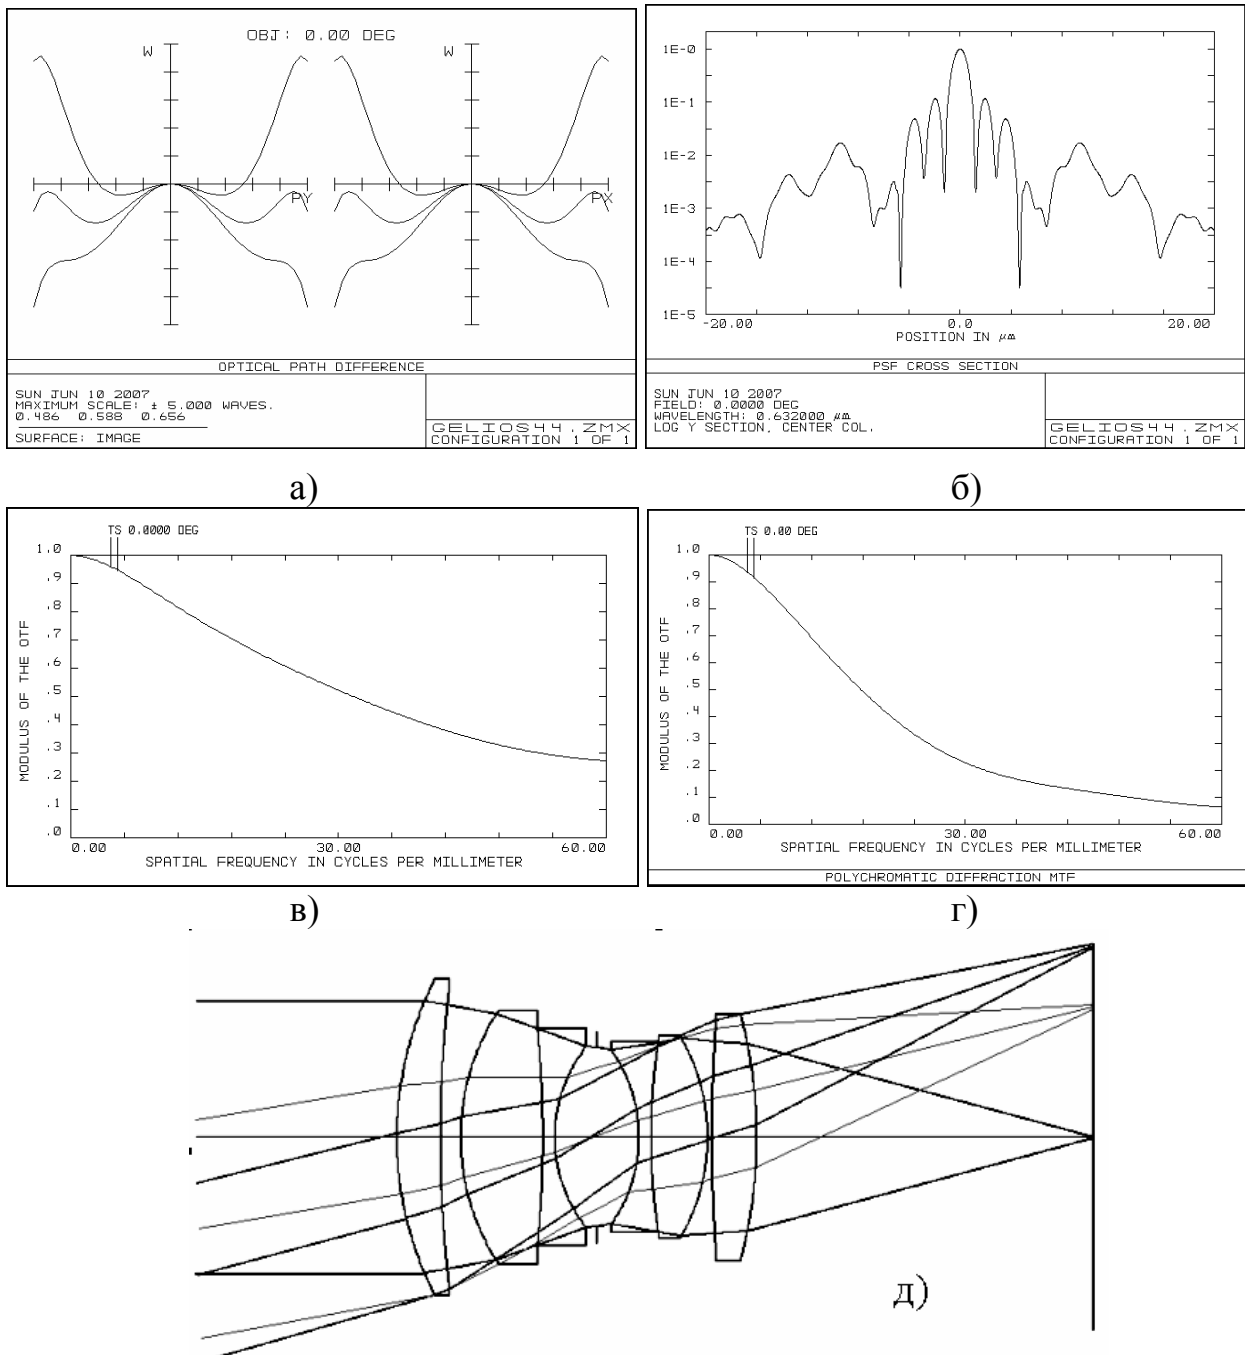 OBJ: 0.00 DEG
W
W
PY
PX
OPTICAL PATH DIFFERENCE
SUN JUN 10 2007
MAXIMUM SCALE: ± 5.000 WAVES.
0.486 0.588 0.656
SURFACE: IMAGE
GELIOS44.ZMX
CONFIGURATION 1 OF 1
а)
1E-0
1E-1
1E-2
1E-3
1E-4
1E-5
-20.00 0.0 20.00
POSITION IN µm
PSF CROSS SECTION
SUN JUN 10 2007
FIELD: 0.0000 DEG
WAVELENGTH: 0.632000 µm
LOG Y SECTION, CENTER COL.
GELIOS44.ZMX
CONFIGURATION 1 OF 1
б)
TS 0.0000 DEG
1.0
.9
.8
.7
.6
.5
.4
.3
.2
.1
.0
MODULUS OF THE OTF
0.00 30.00 60.00
SPATIAL FREQUENCY IN CYCLES PER MILLIMETER
в)
TS 0.00 DEG
1.0
.9
.8
.7
.6
.5
.4
.3
.2
.1
.0
MODULUS OF THE OTF
0.00 30.00 60.00
SPATIAL FREQUENCY IN CYCLES PER MILLIMETER
POLYCHROMATIC DIFFRACTION MTF
г)
д)